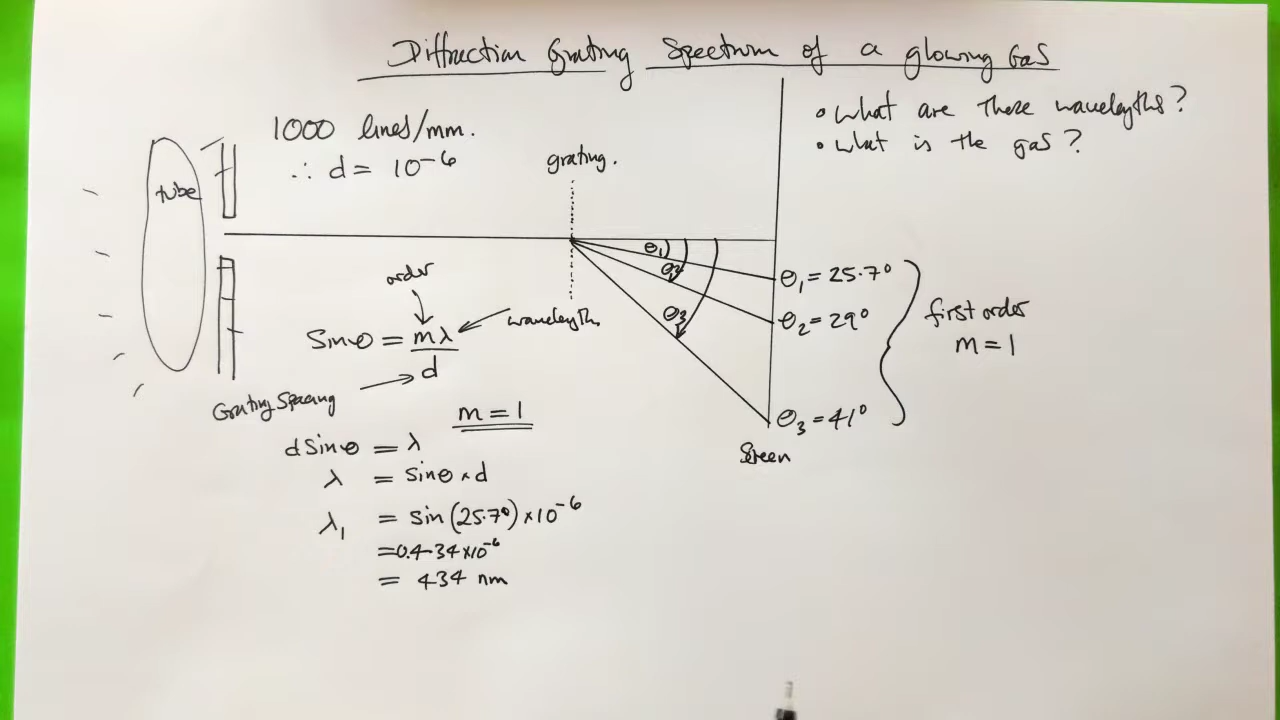 Diffraction Grating Spectrum of a glowing Gas
• What are these wavelengths?
• What is the gas?
1000 lines/mm.
∴ d = 10⁻⁶
grating.
tube
θ₁
θ₂
θ₃
θ₁ = 25.7°
θ₂ = 29°
θ₃ = 41°
first order
m = 1
Screen
order
wavelength
Sinθ = mλ/d
Grating Spacing
m = 1
dSinθ = λ
λ = Sinθ × d
λ₁ = Sin(25.7°) × 10⁻⁶
= 0.434 × 10⁻⁶
= 434 nm